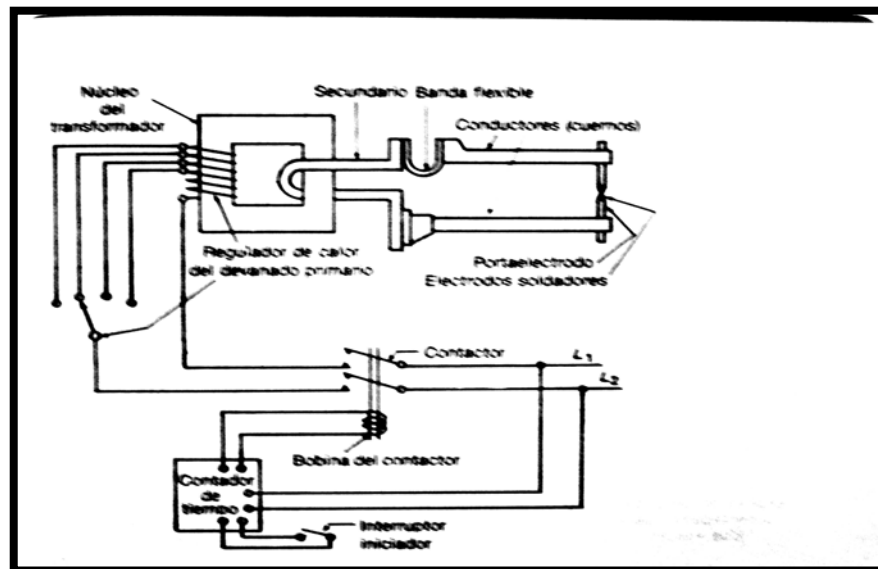 Núcleo
del
transformador
Secundario Banda flexible
Conductores (cuernos)
Regulador de calor
del devanado primario
Portaelectrodo
Electrodos soldadores
Contactor
L1
L2
Bobina del contactor
Contador
de
tiempo
Interruptor
iniciador